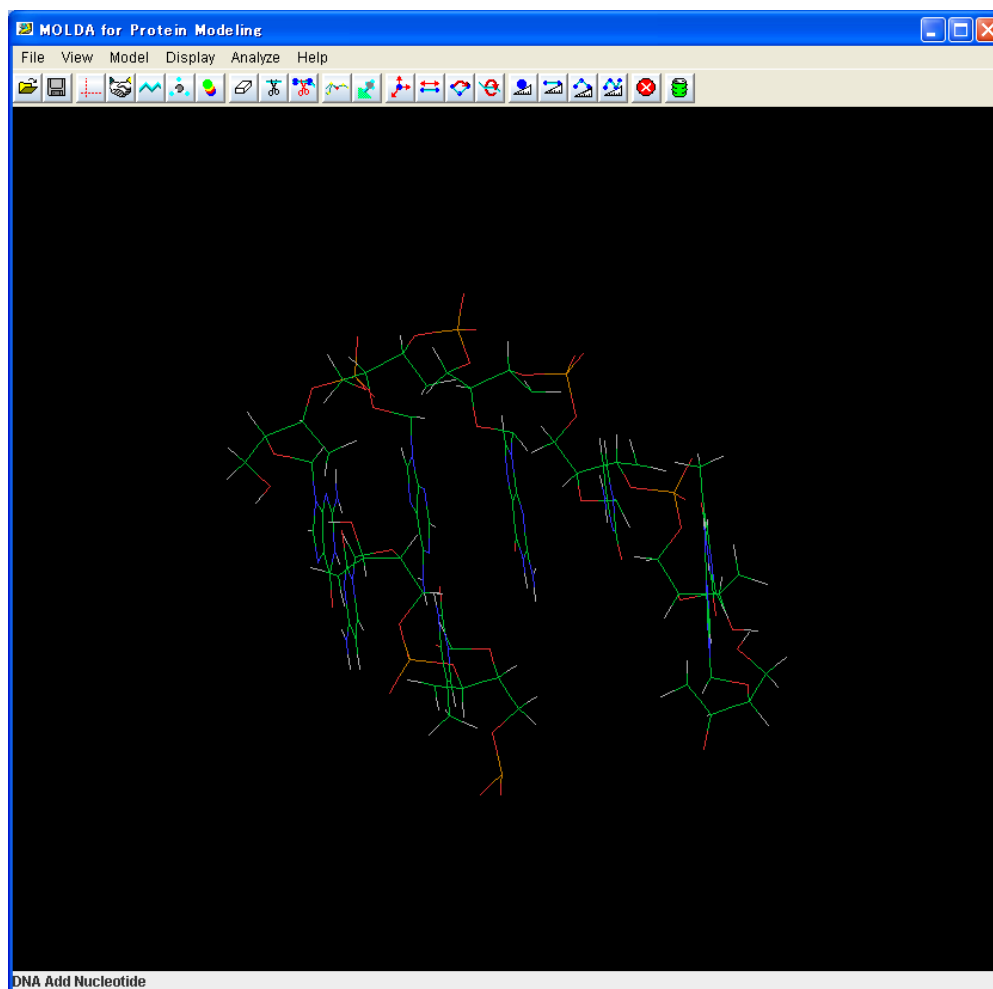 MOLDA for Protein Modeling
File View Model Display Analyze Help
DNA Add Nucleotide